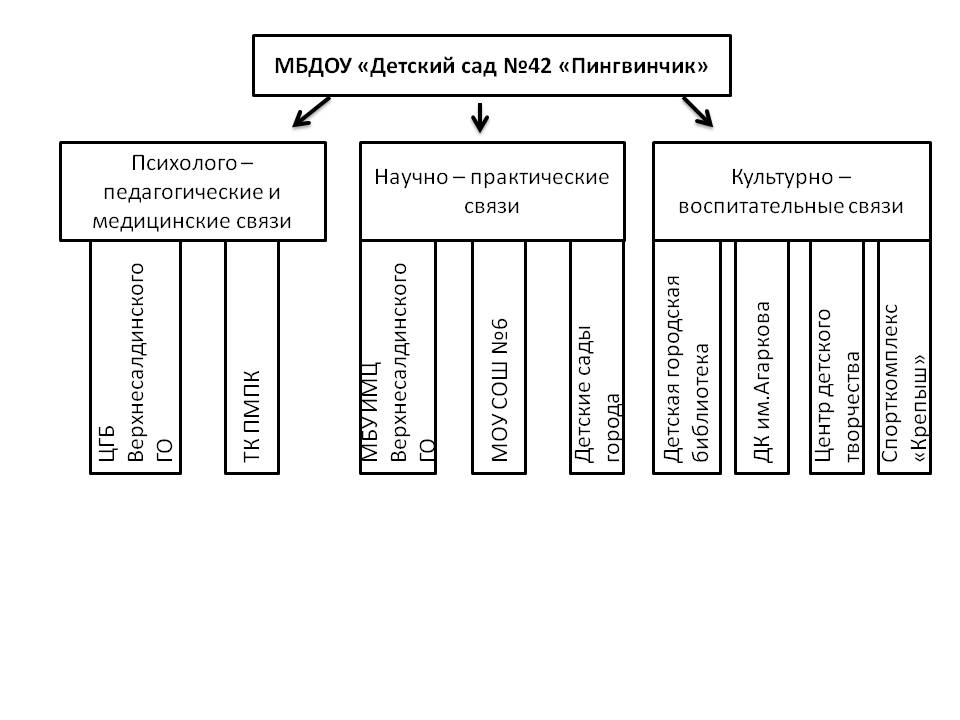 МБДОУ «Детский сад №42 «Пингвинчик»
Психолого –
педагогические и
медицинские связи
Научно – практические
связи
Культурно –
воспитательные связи
ЦГБ
Верхнесалдинского
ГО
ТК ПМПК
МБУ ИМЦ
Верхнесалдинского
ГО
МОУ СОШ №6
Детские сады
города
Детская городская
библиотека
ДК им.Агаркова
Центр детского
творчества
Спорткомплекс
«Крепыш»